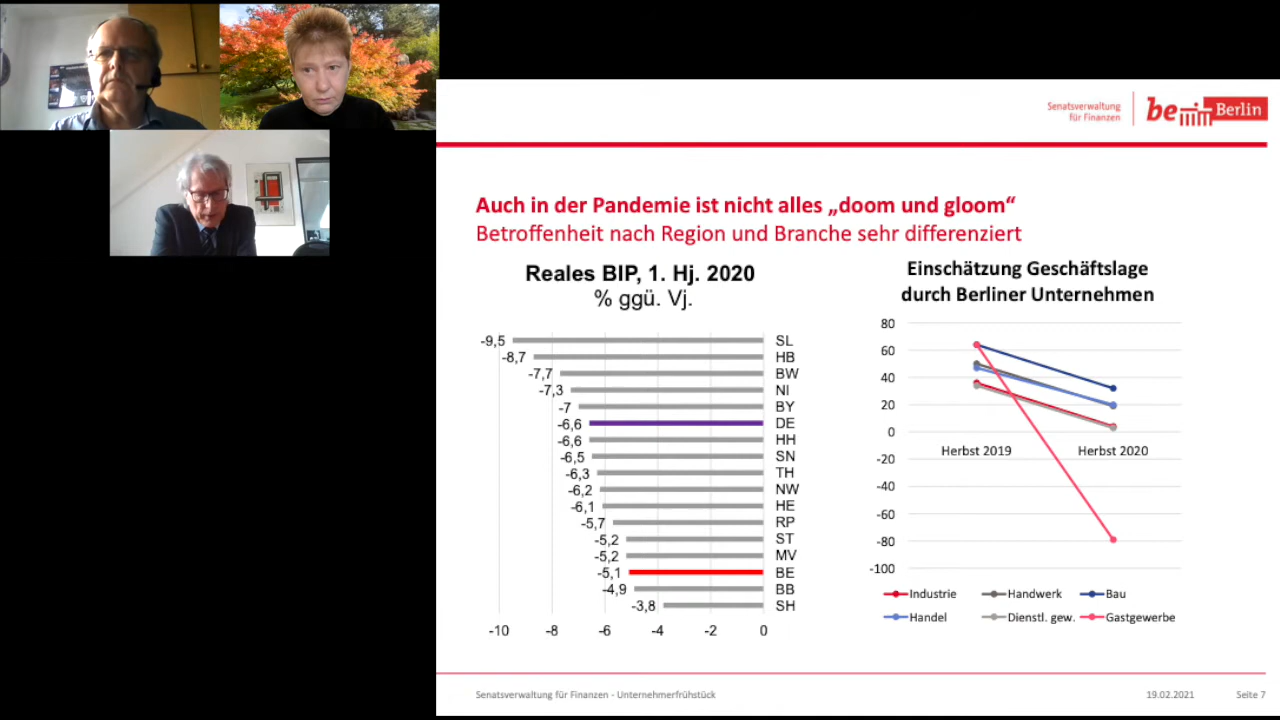 Senatsverwaltung
für Finanzen
be Berlin
Auch in der Pandemie ist nicht alles „doom und gloom“
Betroffenheit nach Region und Branche sehr differenziert
Reales BIP, 1. Hj. 2020
% ggü. Vj.
-9,5 SL
-8,7 HB
-7,7 BW
-7,3 NI
-7 BY
-6,6 DE
-6,6 HH
-6,5 SN
-6,3 TH
-6,2 NW
-6,1 HE
-5,7 RP
-5,2 ST
-5,2 MV
-5,1 BE
-4,9 BB
-3,8 SH
-10 -8 -6 -4 -2 0
Einschätzung Geschäftslage
durch Berliner Unternehmen
80
60
40
20
0
Herbst 2019 Herbst 2020
-20
-40
-60
-80
-100
Industrie Handwerk Bau
Handel Dienstl. gew. Gastgewerbe
Senatsverwaltung für Finanzen - Unternehmerfrühstück 19.02.2021 Seite 7